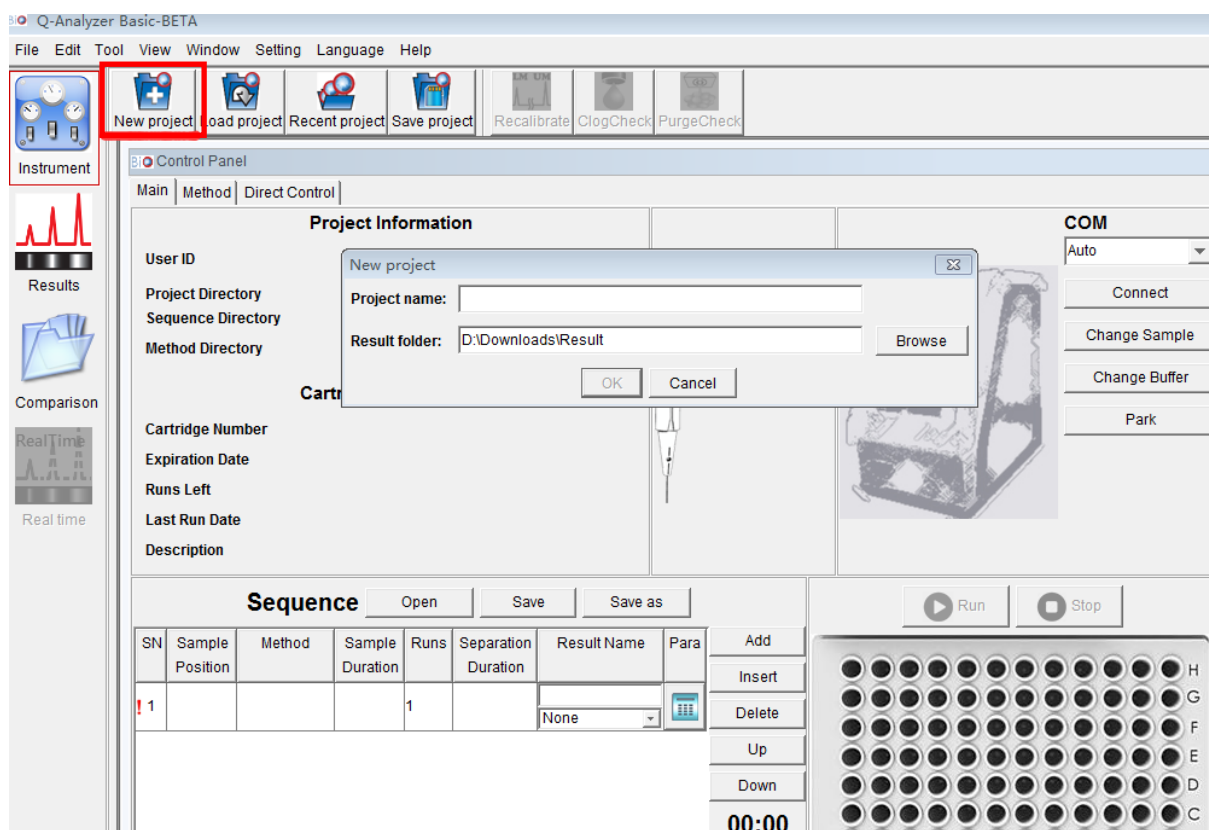 Q-Analyzer Basic-BETA
File Edit Tool View Window Setting Language Help
New project Load project Recent project Save project Recalibrate ClogCheck PurgeCheck
Instrument
Results
Comparison
RealTime
Real time
BiO Control Panel
Main Method Direct Control
Project Information
User ID
Project Directory
Sequence Directory
Method Directory
New project
Project name:
Result folder: D:\Downloads\Result Browse
OK Cancel
Cartridge Number
Expiration Date
Runs Left
Last Run Date
Description
COM
Auto
Connect
Change Sample
Change Buffer
Park
Sequence Open Save Save as
SN Sample Position Method Sample Duration Runs Separation Duration Result Name Para
! 1 1 None
Add
Insert
Delete
Up
Down
00:00
Run Stop
H
G
F
E
D
C